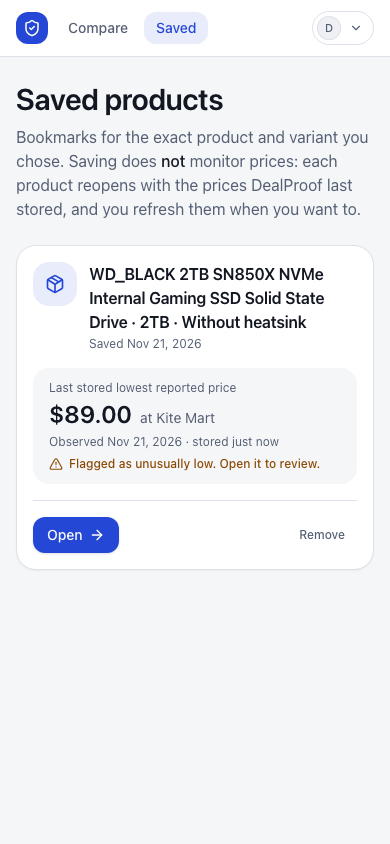 Compare
Saved
D
Saved products
Bookmarks for the exact product and variant you
chose. Saving does not monitor prices: each
product reopens with the prices DealProof last
stored, and you refresh them when you want to.
WD_BLACK 2TB SN850X NVMe
Internal Gaming SSD Solid State
Drive · 2TB · Without heatsink
Saved Nov 21, 2026
Last stored lowest reported price
$89.00 at Kite Mart
Observed Nov 21, 2026 · stored just now
Flagged as unusually low. Open it to review.
Open
Remove